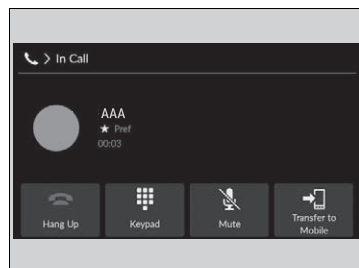 > In Call
AAA
★ Pref
00:03
Hang Up
Keypad
Mute
Transfer to
Mobile